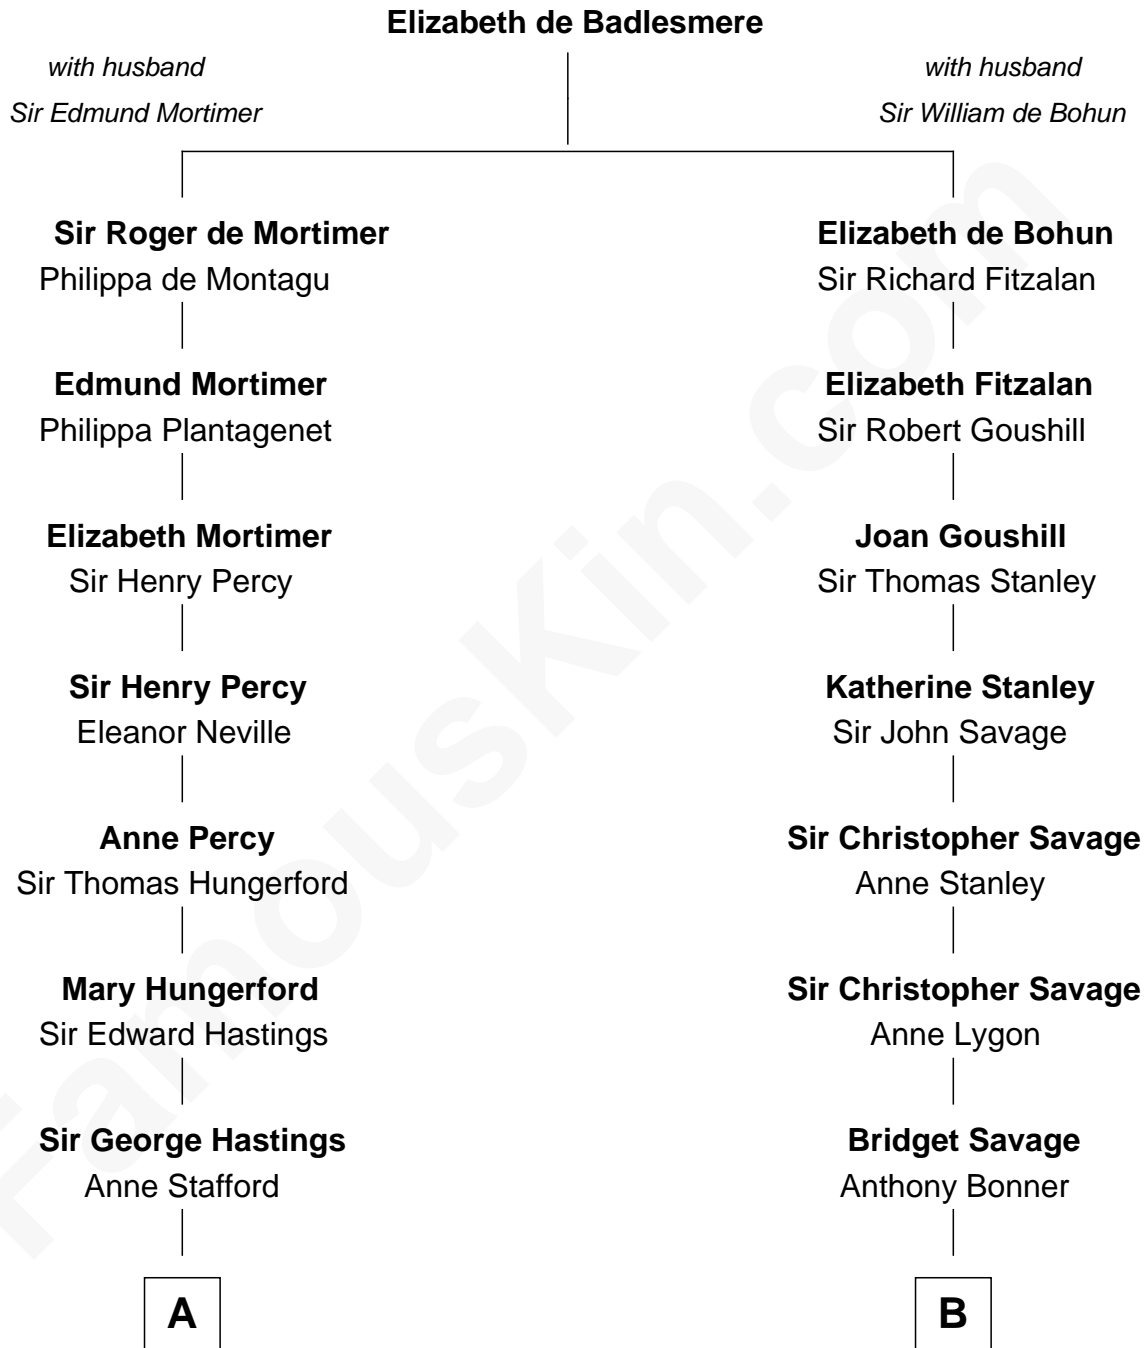 Elizabeth de Badlesmere
with husband
Sir Edmund Mortimer
with husband
Sir William de Bohun
Sir Roger de Mortimer
Philippa de Montagu
Elizabeth de Bohun
Sir Richard Fitzalan
Edmund Mortimer
Philippa Plantagenet
Elizabeth Fitzalan
Sir Robert Goushill
Elizabeth Mortimer
Sir Henry Percy
Joan Goushill
Sir Thomas Stanley
Sir Henry Percy
Eleanor Neville
Katherine Stanley
Sir John Savage
Anne Percy
Sir Thomas Hungerford
Sir Christopher Savage
Anne Stanley
Mary Hungerford
Sir Edward Hastings
Sir Christopher Savage
Anne Lygon
Sir George Hastings
Anne Stafford
Bridget Savage
Anthony Bonner
A
B
FamousKin.com